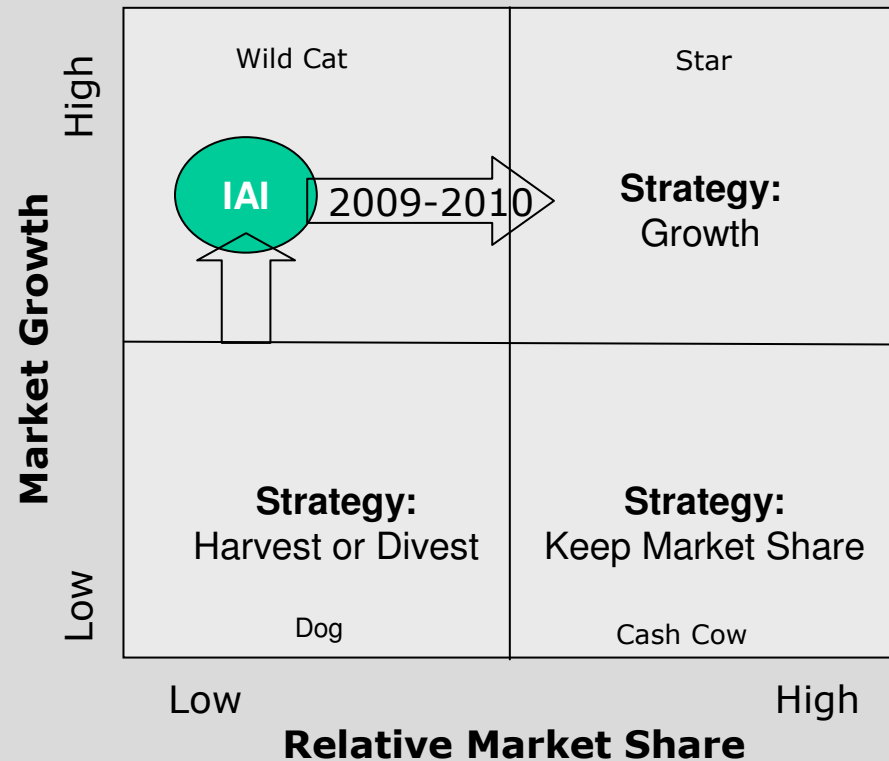 Wild Cat
Star
High
IAI
2009-2010
Strategy:
Growth
Market Growth
Strategy:
Harvest or Divest
Strategy:
Keep Market Share
Low
Dog
Cash Cow
Low
High
Relative Market Share